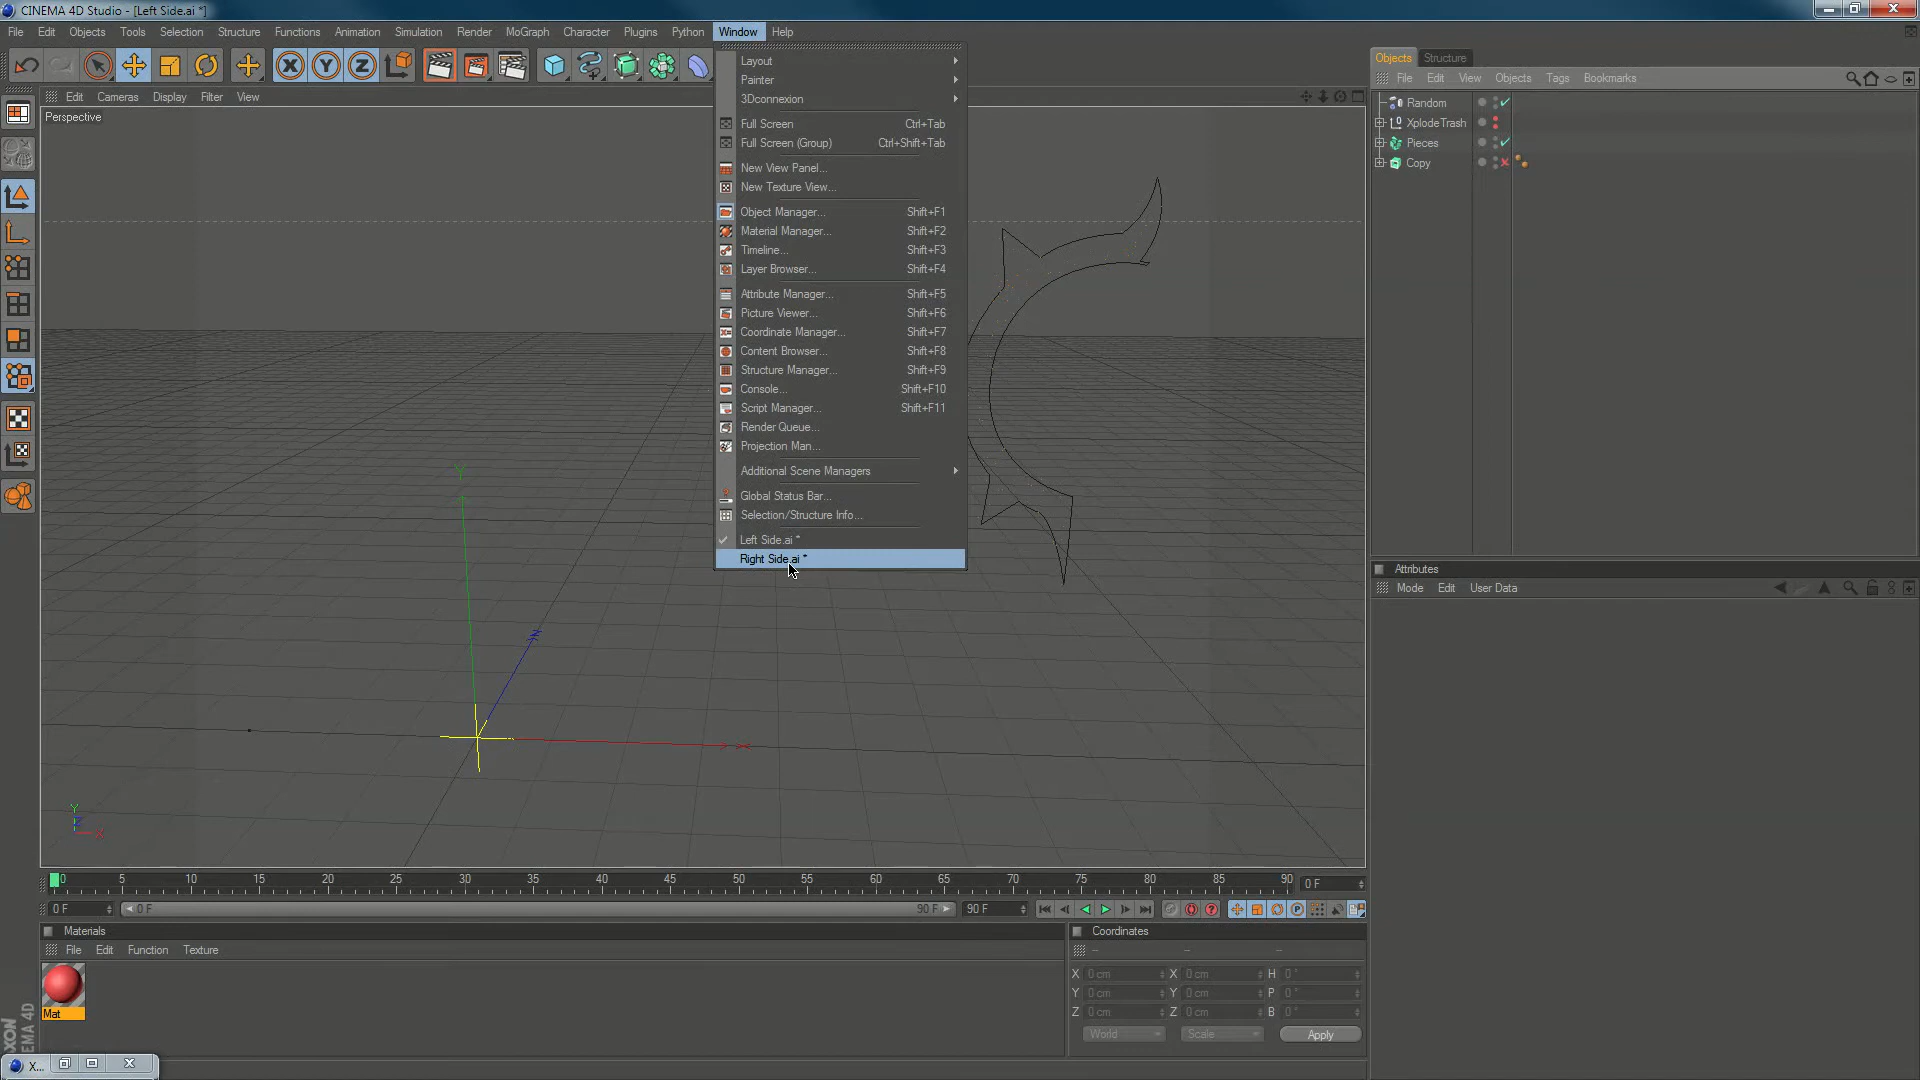 CINEMA 4D Studio - [Left Side.ai *]
File Edit Objects Tools Selection Structure Functions Animation Simulation Render MoGraph Character Plugins Python Window Help
Edit Cameras Display Filter View
Perspective
Layout
Painter
3Dconnexion
Full Screen Ctrl+Tab
Full Screen (Group) Ctrl+Shift+Tab
New View Panel...
New Texture View...
Object Manager... Shift+F1
Material Manager... Shift+F2
Timeline... Shift+F3
Layer Browser... Shift+F4
Attribute Manager... Shift+F5
Picture Viewer... Shift+F6
Coordinate Manager... Shift+F7
Content Browser... Shift+F8
Structure Manager... Shift+F9
Console... Shift+F10
Script Manager... Shift+F11
Render Queue...
Projection Man...
Additional Scene Managers
Global Status Bar...
Selection/Structure Info...
Left Side.ai *
Right Side.ai *
Objects Structure
File Edit View Objects Tags Bookmarks
Random
XplodeTrash
Pieces
Copy
Attributes
Mode Edit User Data
Y
Z
X
Y
Z
X
0 5 10 15 20 25 30 35 40 45 50 55 60 65 70 75 80 85 90 0 F
0 F 0 F 90 F 90 F
Materials
File Edit Function Texture
Mat
Coordinates
-- -- --
X 0 cm X 0 cm H 0 °
Y 0 cm Y 0 cm P 0 °
Z 0 cm Z 0 cm B 0 °
World Scale Apply
X...